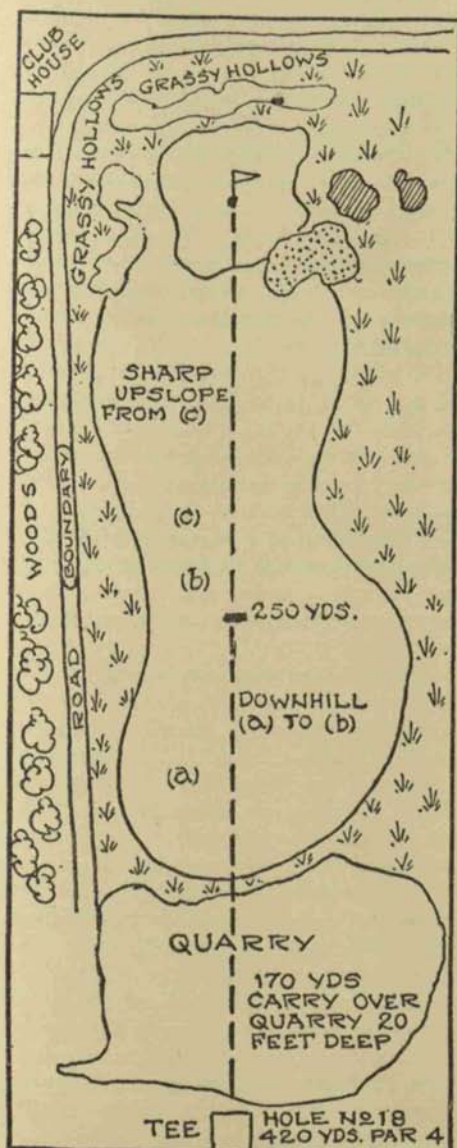 CLUB
HOUSE
GRASSY HOLLOWS
GRASSY HOLLOWS
SHARP
UPSLOPE
FROM (C)
(c)
(b)
250 YDS.
DOWNHILL
(a) TO (b)
(a)
WOODS
(BOUNDARY)
ROAD
QUARRY
170 YDS
CARRY OVER
QUARRY 20
FEET DEEP
TEE
HOLE No 18
420 YDS. PAR 4